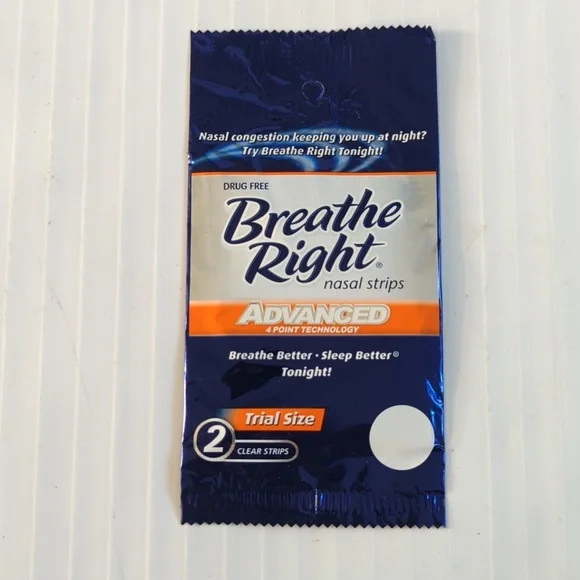 Nasal congestion keeping you up at night?
Try Breathe Right Tonight!
DRUG FREE
Breathe
Right®
nasal strips
ADVANCED
4 POINT TECHNOLOGY
Breathe Better • Sleep Better®
Tonight!
Trial Size
2
CLEAR STRIPS